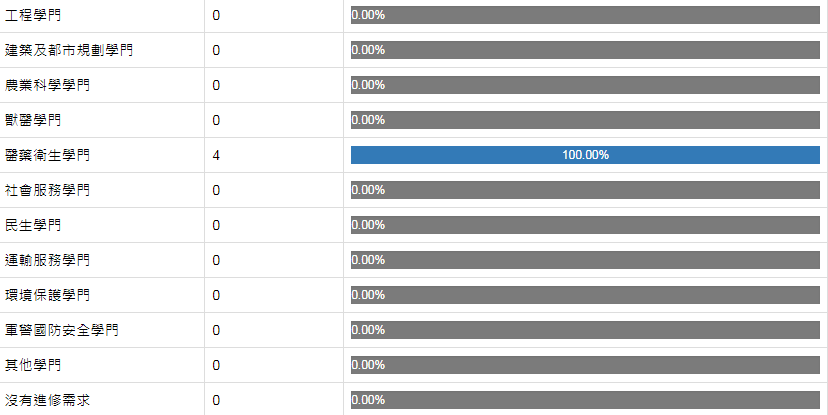 工程學門 0 0.00%
建築及都市規劃學門 0 0.00%
農業科學學門 0 0.00%
獸醫學門 0 0.00%
醫藥衛生學門 4 100.00%
社會服務學門 0 0.00%
民生學門 0 0.00%
運輸服務學門 0 0.00%
環境保護學門 0 0.00%
軍警國防安全學門 0 0.00%
其他學門 0 0.00%
沒有進修需求 0 0.00%